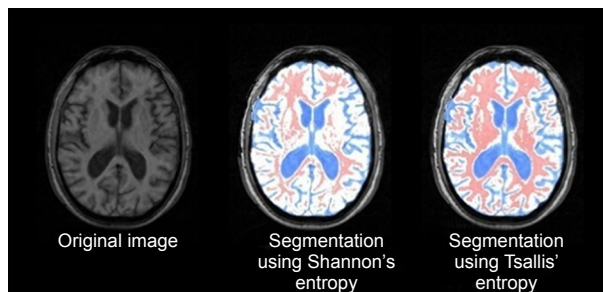 Original image
Segmentation
using Shannon's
entropy
Segmentation
using Tsallis'
entropy